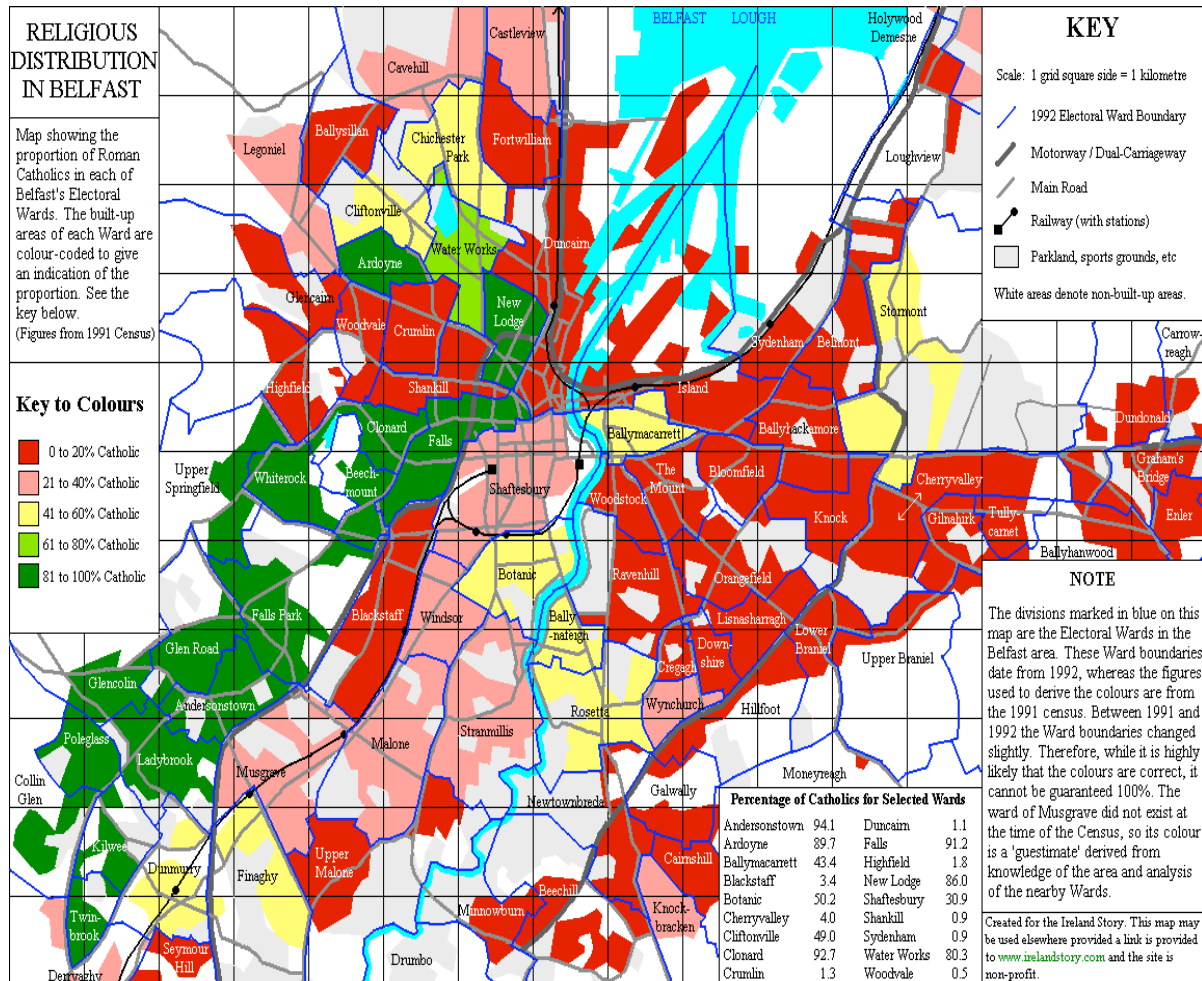 RELIGIOUS
DISTRIBUTION
IN BELFAST
Map showing the
proportion of Roman
Catholics in each of
Belfast's Electoral
Wards. The built-up
areas of each Ward are
colour-coded to give
an indication of the
proportion. See the
key below.
(Figures from 1991 Census)
Key to Colours
0 to 20% Catholic
21 to 40% Catholic
41 to 60% Catholic
61 to 80% Catholic
81 to 100% Catholic
BELFAST LOUGH
Castleview
Holywood
Demesne
Cavehill
Ballysillan
Chichester
Park
Fortwilliam
Legoniel
Loughview
Cliftonville
Water Works
Duncairn
Ardoyne
Glencairn
New
Lodge
Stormont
Woodvale
Crumlin
Sydenham
Belmont
Carrow-
reagh
Highfield
Shankill
Island
Dundonald
Clonard
Falls
Ballymacarrett
Ballyhackamore
Upper
Springfield
Whiterock
Beech-
mount
Shaftesbury
Woodstock
The
Mount
Bloomfield
Cherryvalley
Graham's
Bridge
Knock
Gilnahirk
Tully-
carnet
Enler
Ballyhanwood
Botanic
Ravenhill
Orangefield
Falls Park
Blackstaff
Windsor
Bally
-nafeigh
Lisnasharragh
Glen Road
Cregagh
Down-
shire
Lower
Braniel
Upper Braniel
Glencolin
Andersonstown
Rosetta
Wynchurch
Hillfoot
Poleglass
Ladybrook
Musgrave
Malone
Stranmillis
Collin
Glen
Moneyreagh
Newtownbreda
Galwally
Kilwee
Dunmurry
Finaghy
Upper
Malone
Cairnshill
Beechill
Minnowburn
Knock-
bracken
Twin-
brook
Seymour
Hill
Derryaghy
Drumbo
Percentage of Catholics for Selected Wards
Andersonstown 94.1 Duncairn 1.1
Ardoyne 89.7 Falls 91.2
Ballymacarrett 43.4 Highfield 1.8
Blackstaff 3.4 New Lodge 86.0
Botanic 50.2 Shaftesbury 30.9
Cherryvalley 4.0 Shankill 0.9
Cliftonville 49.0 Sydenham 0.9
Clonard 92.7 Water Works 80.3
Crumlin 1.3 Woodvale 0.5
KEY
Scale: 1 grid square side = 1 kilometre
1992 Electoral Ward Boundary
Motorway / Dual-Carriageway
Main Road
Railway (with stations)
Parkland, sports grounds, etc
White areas denote non-built-up areas.
NOTE
The divisions marked in blue on this
map are the Electoral Wards in the
Belfast area. These Ward boundaries
date from 1992, whereas the figures
used to derive the colours are from
the 1991 census. Between 1991 and
1992 the Ward boundaries changed
slightly. Therefore, while it is highly
likely that the colours are correct, it
cannot be guaranteed 100%. The
ward of Musgrave did not exist at
the time of the Census, so its colour
is a 'guestimate' derived from
knowledge of the area and analysis
of the nearby Wards.
Created for the Ireland Story. This map may
be used elsewhere provided a link is provided
to www.irelandstory.com and the site is
non-profit.